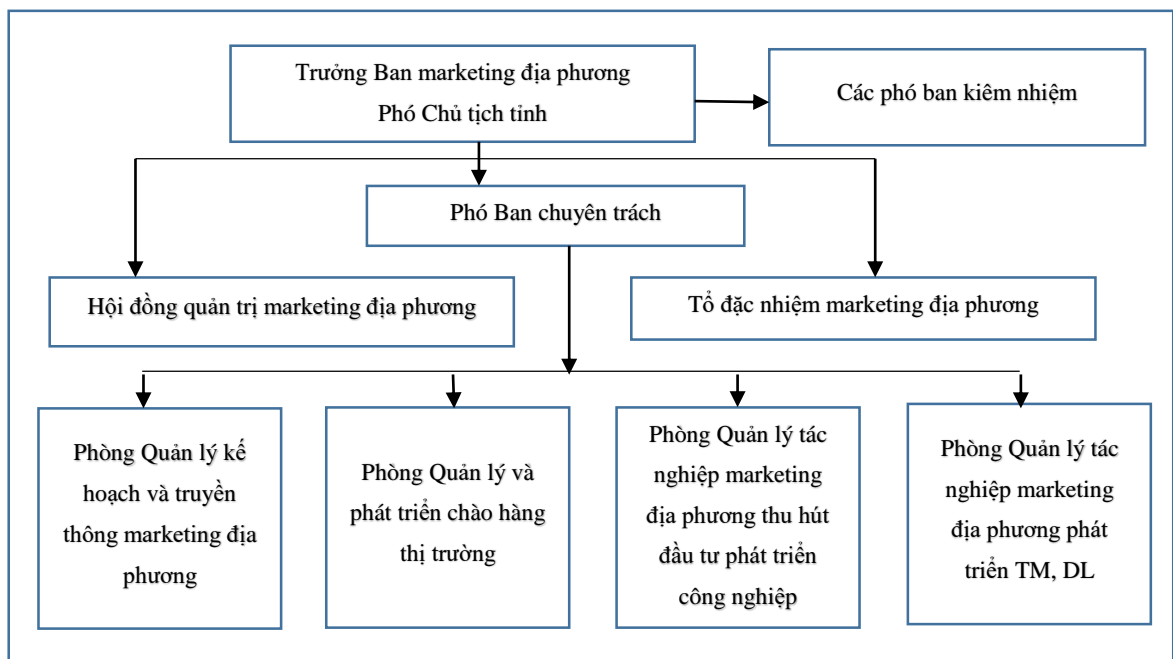 Trưởng Ban marketing địa phương
Phó Chủ tịch tỉnh
Các phó ban kiêm nhiệm
Phó Ban chuyên trách
Hội đồng quản trị marketing địa phương
Tổ đặc nhiệm marketing địa phương
Phòng Quản lý kế
hoạch và truyền
thông marketing địa
phương
Phòng Quản lý và
phát triển chào hàng
thị trường
Phòng Quản lý tác
nghiệp marketing
địa phương thu hút
đầu tư phát triển
công nghiệp
Phòng Quản lý tác
nghiệp marketing
địa phương phát
triển TM, DL